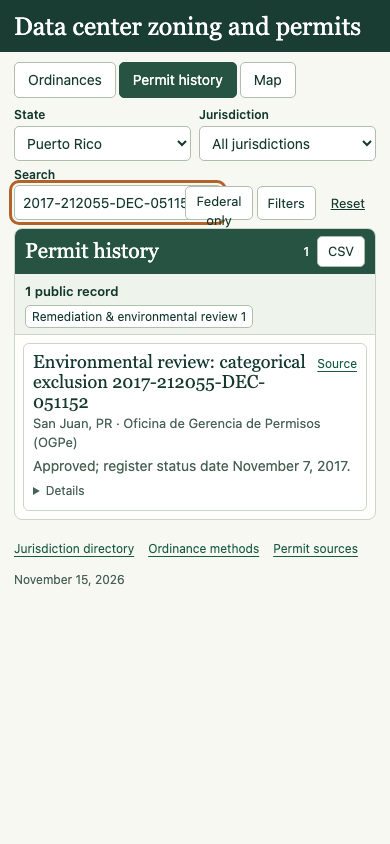 Data center zoning and permits
Ordinances
Permit history
Map
State
Jurisdiction
Puerto Rico
All jurisdictions
Search
2017-212055-DEC-05115
Federal
only
Filters
Reset
Permit history
1
CSV
1 public record
Remediation & environmental review 1
Environmental review: categorical
exclusion 2017-212055-DEC-
051152
Source
San Juan, PR · Oficina de Gerencia de Permisos
(OGPe)
Approved; register status date November 7, 2017.
Details
Jurisdiction directory
Ordinance methods
Permit sources
November 15, 2026